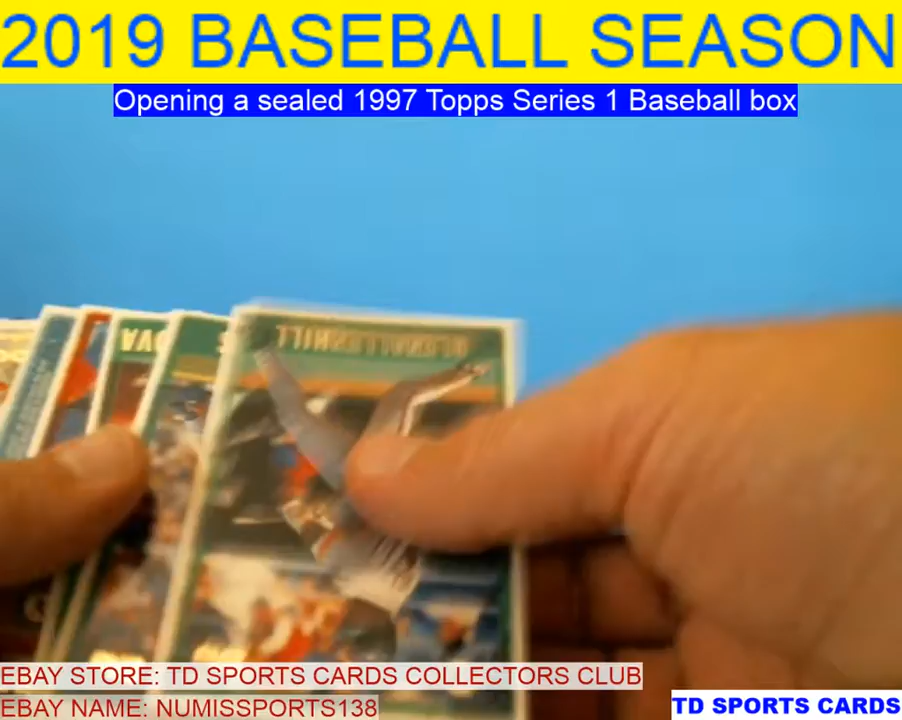 2019 BASEBALL SEASON
Opening a sealed 1997 Topps Series 1 Baseball box
EBAY STORE: TD SPORTS CARDS COLLECTORS CLUB
EBAY NAME: NUMISSPORTS138
TD SPORTS CARDS